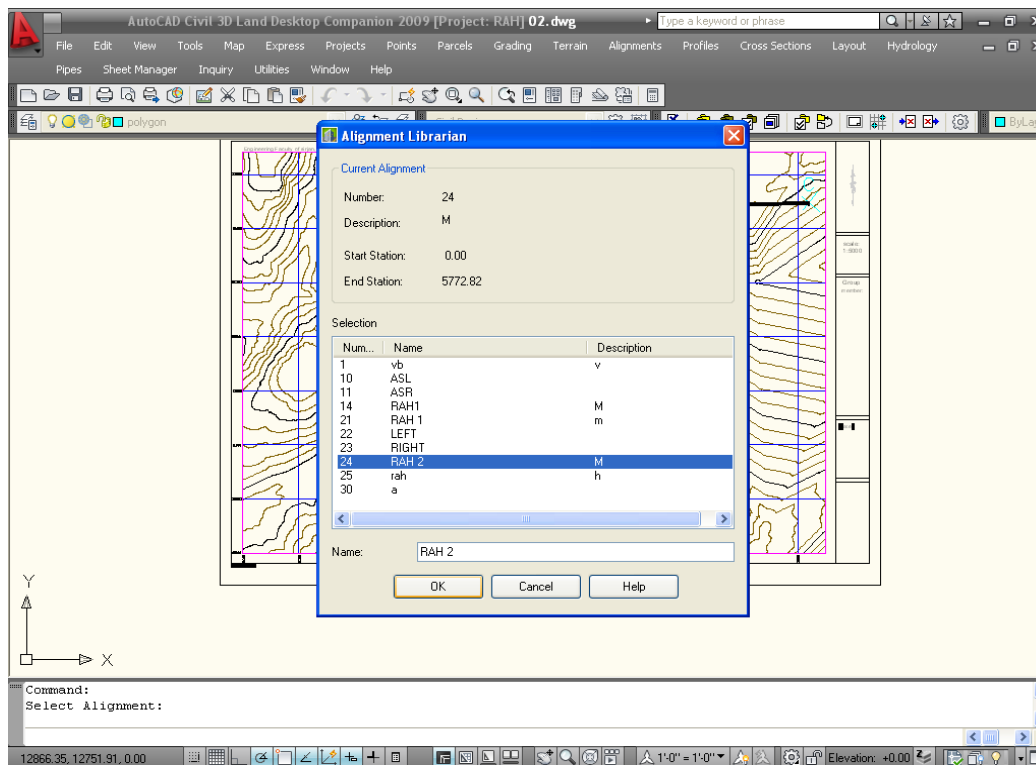 AutoCAD Civil 3D Land Desktop Companion 2009 [Project: RAH] 02.dwg
Type a keyword or phrase
File Edit View Tools Map Express Projects Points Parcels Grading Terrain Alignments Profiles Cross Sections Layout Hydrology
Pipes Sheet Manager Inquiry Utilities Window Help
polygon
ByLay
Alignment Librarian
Current Alignment
Number: 24
Description: M
Start Station: 0.00
End Station: 5772.82
Selection
Num... Name Description
1 vb v
10 ASL
11 ASR
14 RAH1 M
21 RAH 1 m
22 LEFT
23 RIGHT
24 RAH 2 M
25 rah h
30 a
Name: RAH 2
OK Cancel Help
scale:
1:5000
Group
Y
X
Command:
Select Alignment:
12866.35, 12751.91, 0.00 1'-0" = 1'-0" Elevation: +0.00